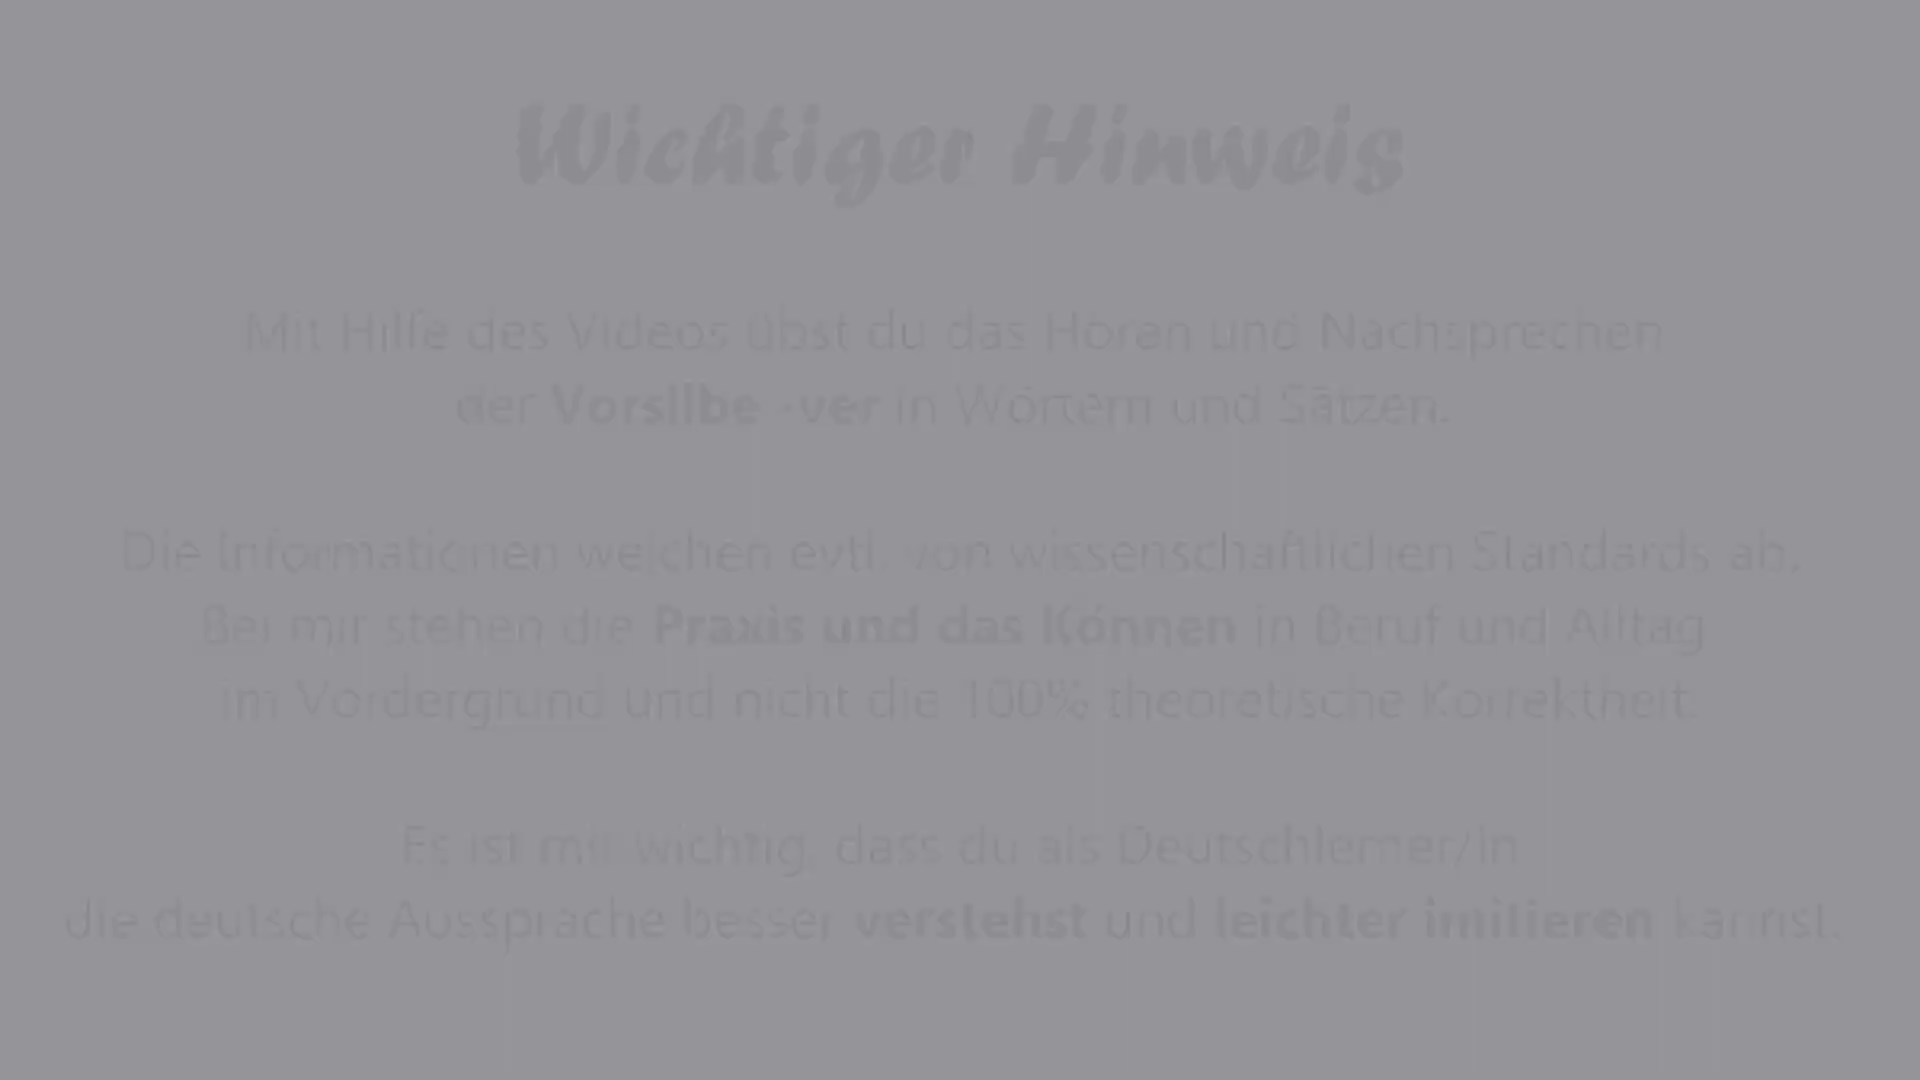 Wichtiger Hinweis
Mit Hilfe des Videos übst du das Hören und Nachsprechen
der Vorsilbe -ver in Wörtern und Sätzen.
Die Informationen weichen evtl. von wissenschaftlichen Standards ab.
Bei mir stehen die Praxis und das Können in Beruf und Alltag
im Vordergrund und nicht die 100% theoretische Korrektheit.
Es ist mir wichtig, dass du als Deutschlerner/in
die deutsche Aussprache besser verstehst und leichter imitieren kannst.